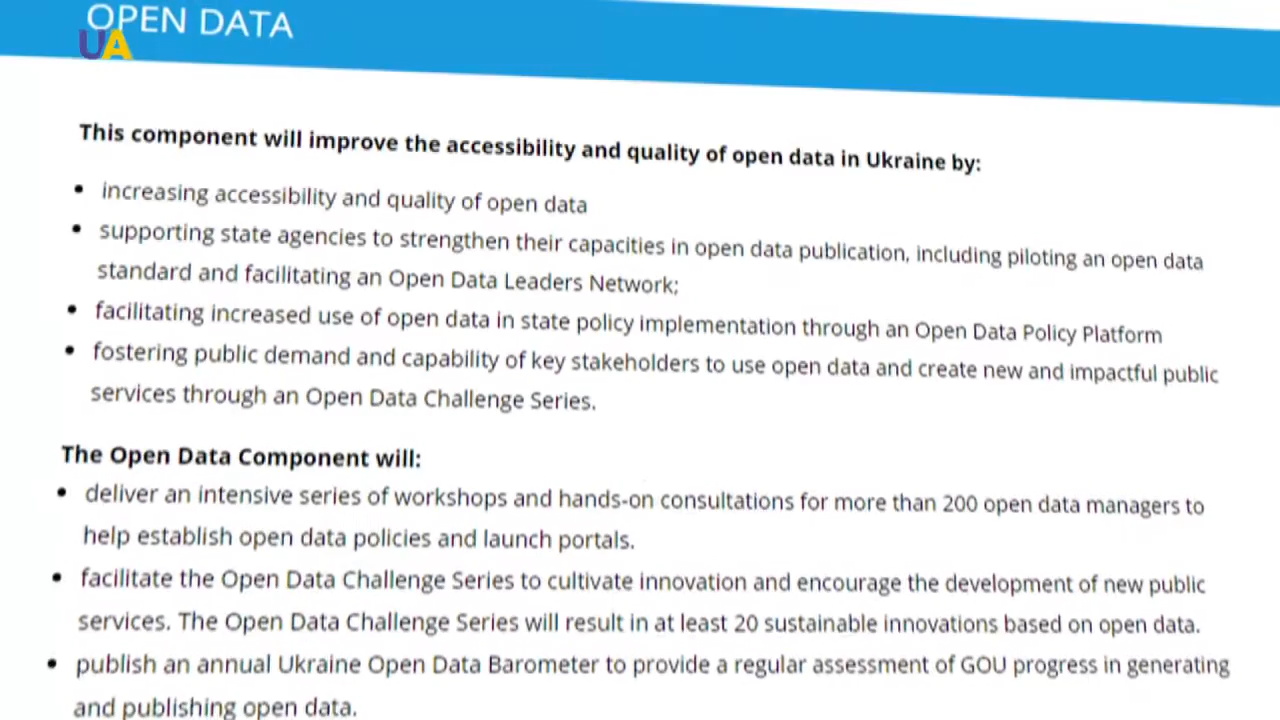 OPEN DATA
UA
This component will improve the accessibility and quality of open data in Ukraine by:
• increasing accessibility and quality of open data
• supporting state agencies to strengthen their capacities in open data publication, including piloting an open data
standard and facilitating an Open Data Leaders Network;
• facilitating increased use of open data in state policy implementation through an Open Data Policy Platform
• fostering public demand and capability of key stakeholders to use open data and create new and impactful public
services through an Open Data Challenge Series.
The Open Data Component will:
• deliver an intensive series of workshops and hands-on consultations for more than 200 open data managers to
help establish open data policies and launch portals.
• facilitate the Open Data Challenge Series to cultivate innovation and encourage the development of new public
services. The Open Data Challenge Series will result in at least 20 sustainable innovations based on open data.
• publish an annual Ukraine Open Data Barometer to provide a regular assessment of GOU progress in generating
and publishing open data.